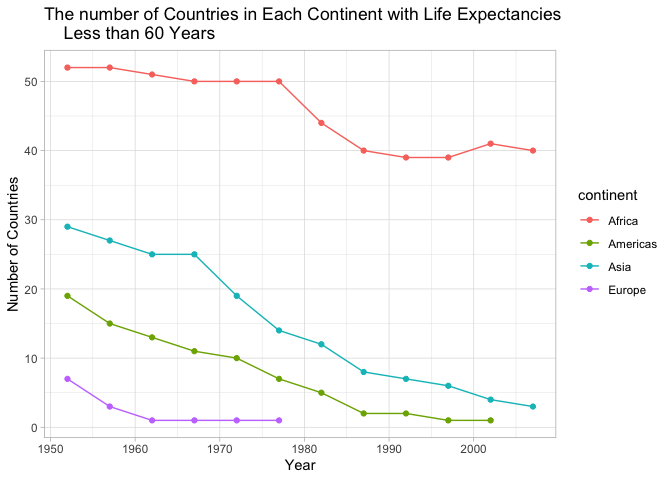 The number of Countries in Each Continent with Life Expectancies
Less than 60 Years
50
40
30
20
10
0
Number of Countries
1950 1960 1970 1980 1990 2000
Year
continent
Africa
Americas
Asia
Europe